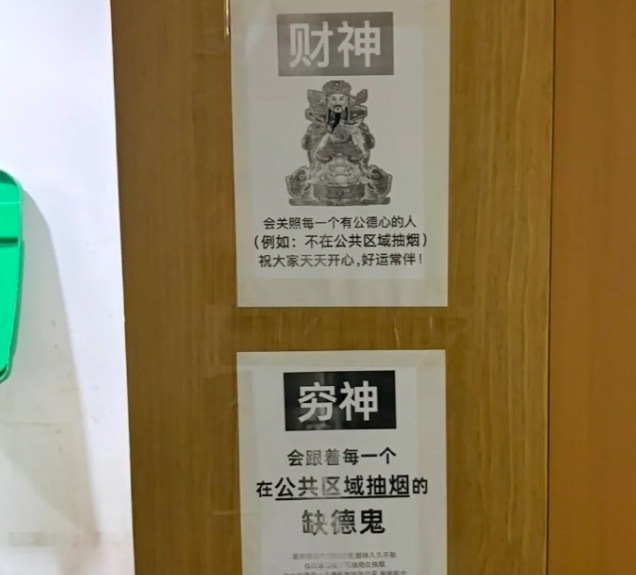 财神
会关照每一个有公德心的人
（例如：不在公共区域抽烟）
祝大家天天开心,好运常伴！
穷神
会跟着每一个
在公共区域抽烟的
缺德鬼